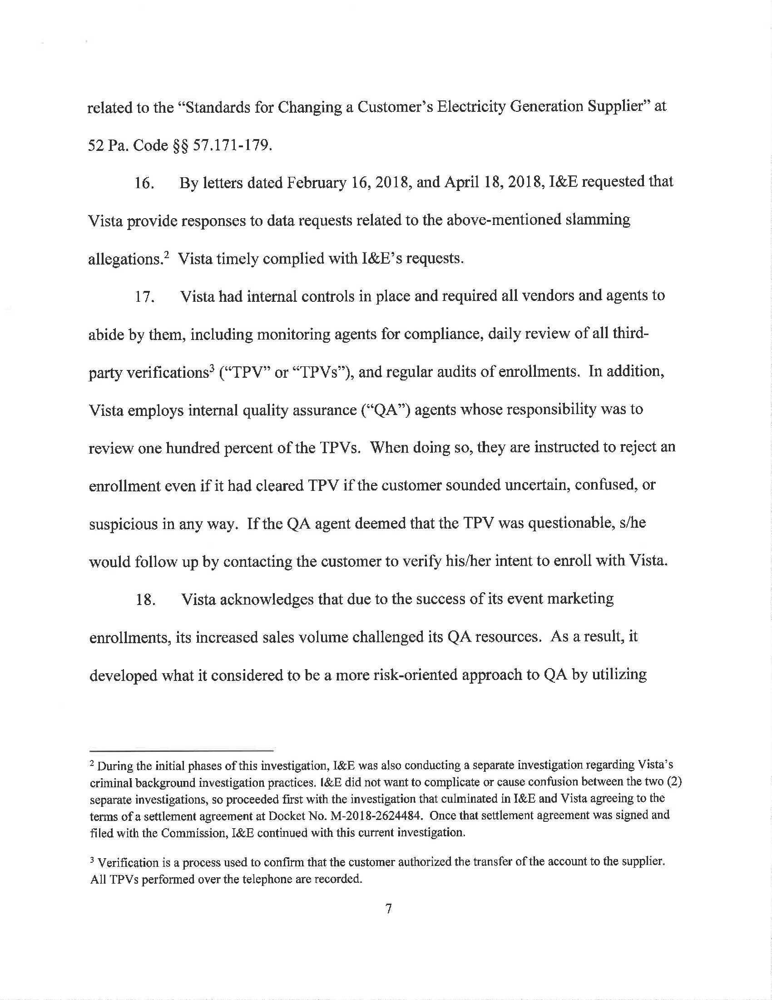 related to the “Standards for Changing a Customer’s Electricity Generation Supplier” at
52 Pa. Code §§ 57.171-179.
16. By letters dated February 16, 2018, and April 18, 2018, I&E requested that
Vista provide responses to data requests related to the above-mentioned slamming
allegations.² Vista timely complied with I&E’s requests.
17. Vista had internal controls in place and required all vendors and agents to
abide by them, including monitoring agents for compliance, daily review of all third-
party verifications³ (“TPV” or “TPVs”), and regular audits of enrollments. In addition,
Vista employs internal quality assurance (“QA”) agents whose responsibility was to
review one hundred percent of the TPVs. When doing so, they are instructed to reject an
enrollment even if it had cleared TPV if the customer sounded uncertain, confused, or
suspicious in any way. If the QA agent deemed that the TPV was questionable, s/he
would follow up by contacting the customer to verify his/her intent to enroll with Vista.
18. Vista acknowledges that due to the success of its event marketing
enrollments, its increased sales volume challenged its QA resources. As a result, it
developed what it considered to be a more risk-oriented approach to QA by utilizing
² During the initial phases of this investigation, I&E was also conducting a separate investigation regarding Vista’s
criminal background investigation practices. I&E did not want to complicate or cause confusion between the two (2)
separate investigations, so proceeded first with the investigation that culminated in I&E and Vista agreeing to the
terms of a settlement agreement at Docket No. M-2018-2624484. Once that settlement agreement was signed and
filed with the Commission, I&E continued with this current investigation.
³ Verification is a process used to confirm that the customer authorized the transfer of the account to the supplier.
All TPVs performed over the telephone are recorded.
7